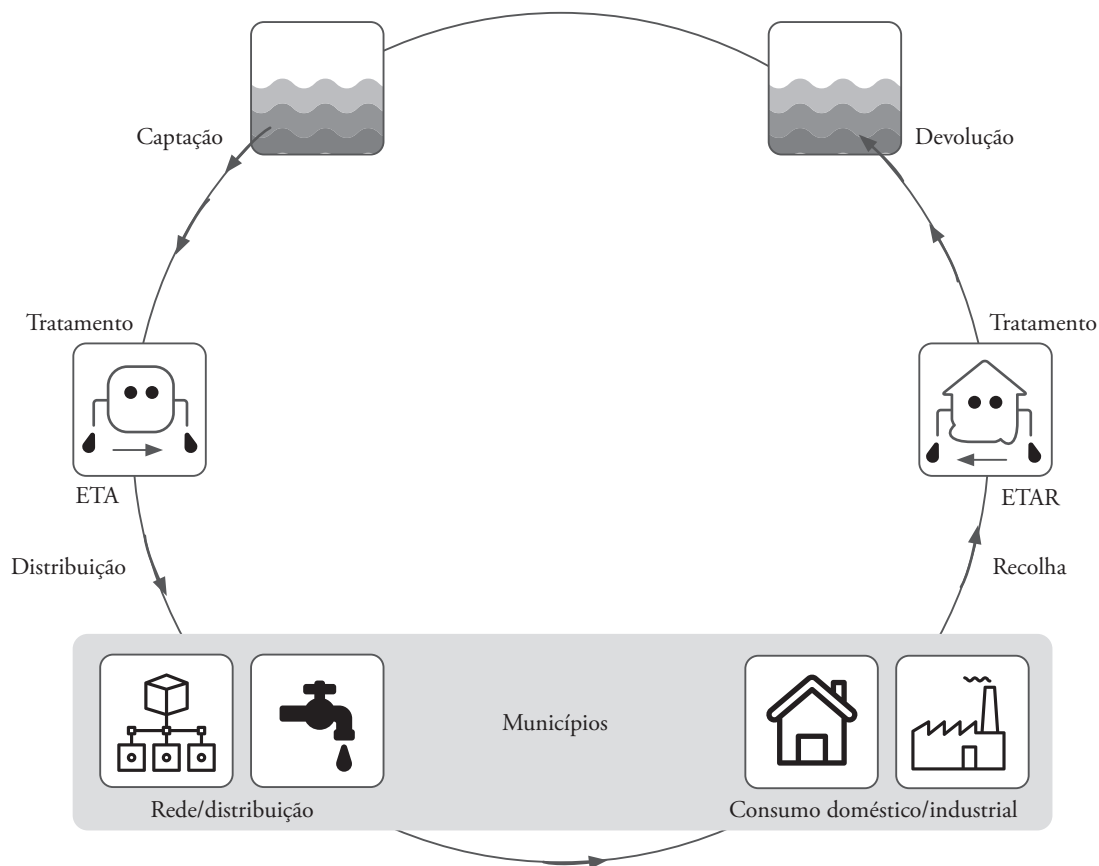 Captação
Devolução
Tratamento
Tratamento
ETA
ETAR
Distribuição
Recolha
Municípios
Rede/distribuição
Consumo doméstico/industrial